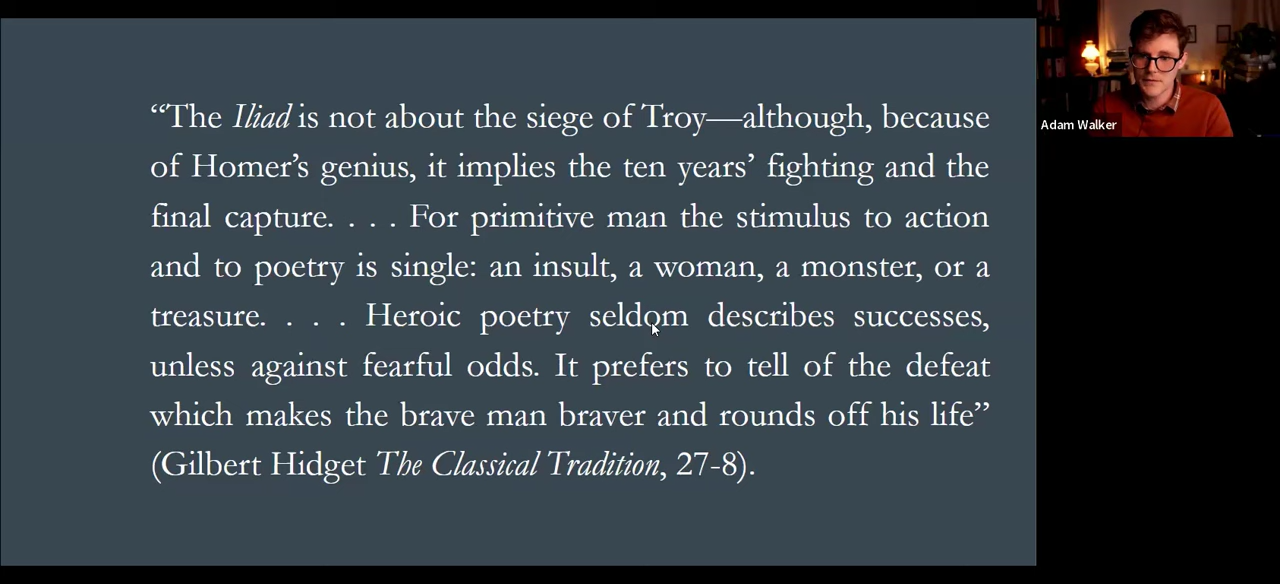 “The Iliad is not about the siege of Troy—although, because
of Homer’s genius, it implies the ten years’ fighting and the
final capture. . . . For primitive man the stimulus to action
and to poetry is single: an insult, a woman, a monster, or a
treasure. . . . Heroic poetry seldom describes successes,
unless against fearful odds. It prefers to tell of the defeat
which makes the brave man braver and rounds off his life”
(Gilbert Hidget The Classical Tradition, 27-8).
Adam Walker